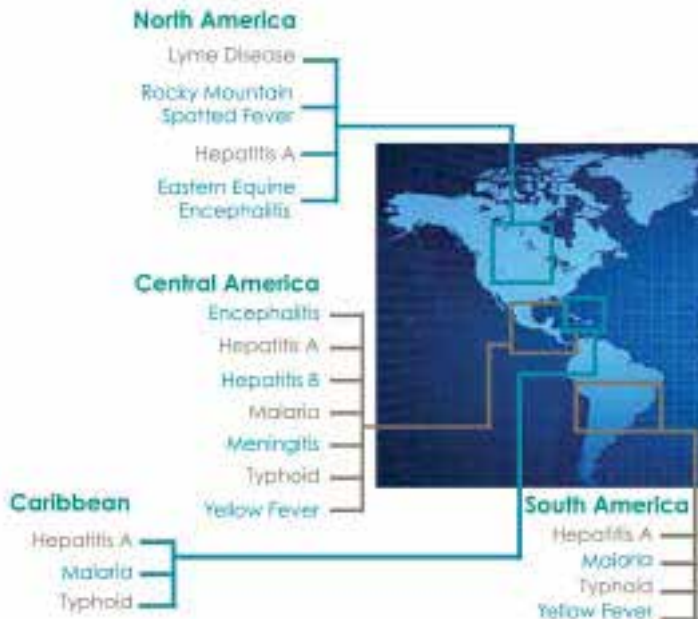 North America
Lyme Disease
Rocky Mountain
Spotted Fever
Hepatitis A
Eastern Equine
Encephalitis
Central America
Encephalitis
Hepatitis A
Hepatitis B
Malaria
Meningitis
Typhoid
Yellow Fever
Caribbean
Hepatitis A
Malaria
Typhoid
South America
Hepatitis A
Malaria
Typhoid
Yellow Fever